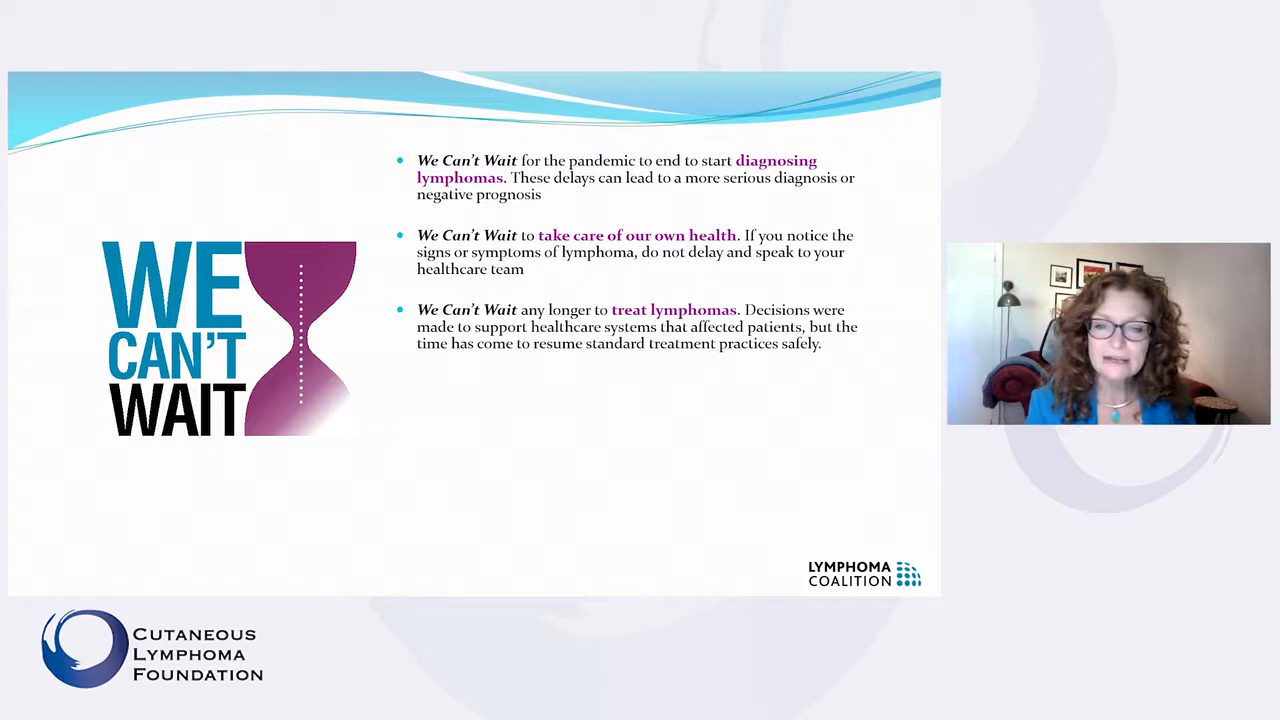 WE
CAN'T
WAIT
We Can't Wait for the pandemic to end to start diagnosing
lymphomas. These delays can lead to a more serious diagnosis or
negative prognosis
We Can't Wait to take care of our own health. If you notice the
signs or symptoms of lymphoma, do not delay and speak to your
healthcare team
We Can't Wait any longer to treat lymphomas. Decisions were
made to support healthcare systems that affected patients, but the
time has come to resume standard treatment practices safely.
LYMPHOMA
COALITION
CUTANEOUS
LYMPHOMA
FOUNDATION